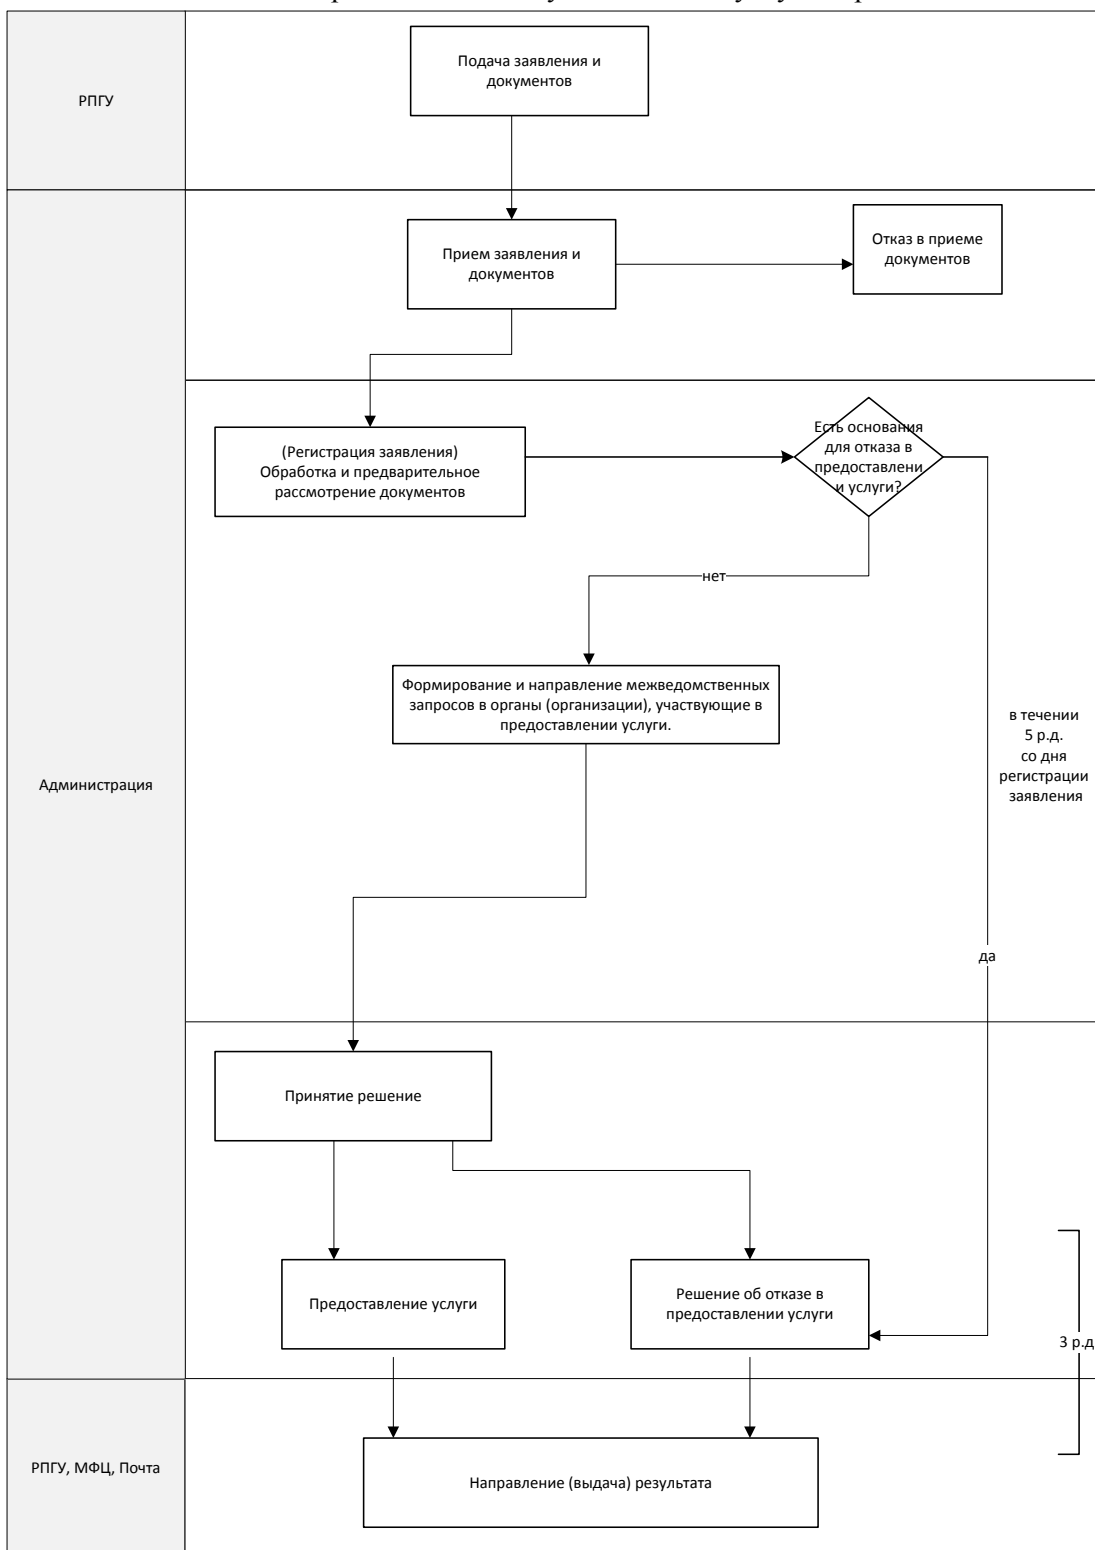 РПГУ
Подача заявления и
документов
Прием заявления и
документов
Отказ в приеме
документов
(Регистрация заявления)
Обработка и предварительное
рассмотрение документов
Есть основания
для отказа в
предоставлени
и услуги?
нет
Формирование и направление межведомственных
запросов в органы (организации), участвующие в
предоставлении услуги.
в течении
5 р.д.
со дня
регистрации
заявления
Администрация
да
Принятие решение
Предоставление услуги
Решение об отказе в
предоставлении услуги
3 р.д
РПГУ, МФЦ, Почта
Направление (выдача) результата